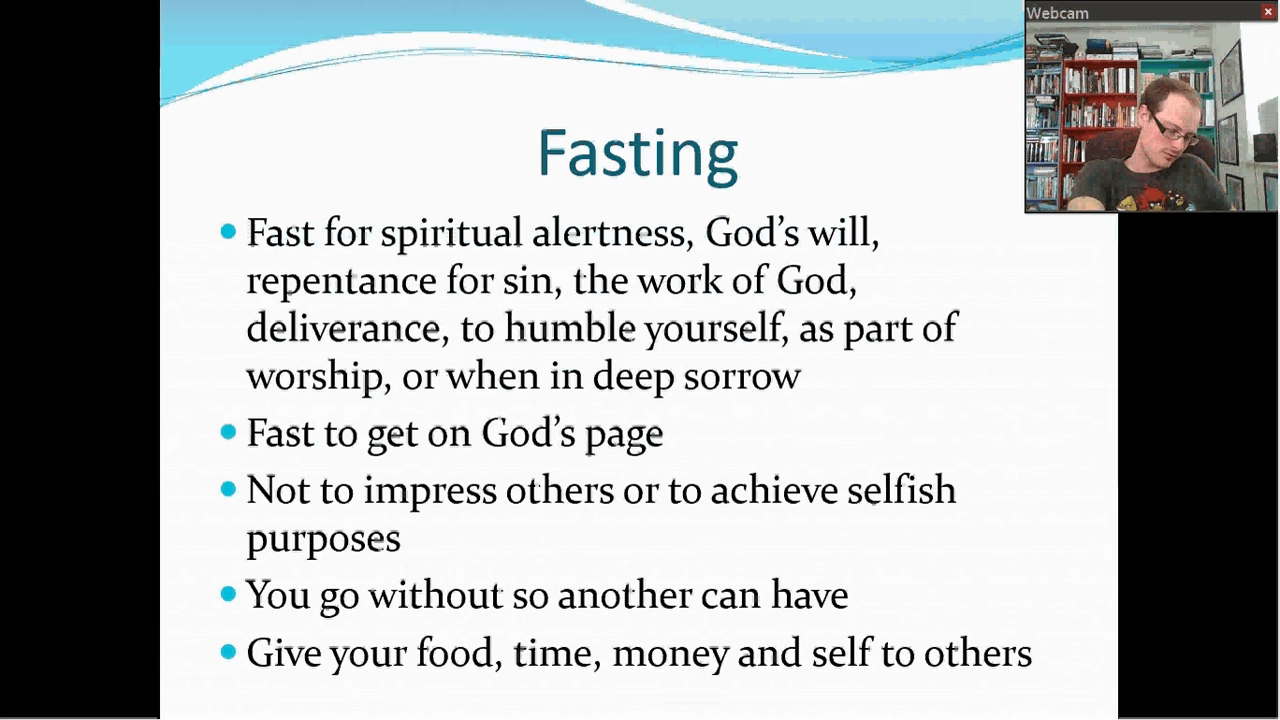 Webcam
Fasting
Fast for spiritual alertness, God's will,
repentance for sin, the work of God,
deliverance, to humble yourself, as part of
worship, or when in deep sorrow
Fast to get on God's page
Not to impress others or to achieve selfish
purposes
You go without so another can have
Give your food, time, money and self to others